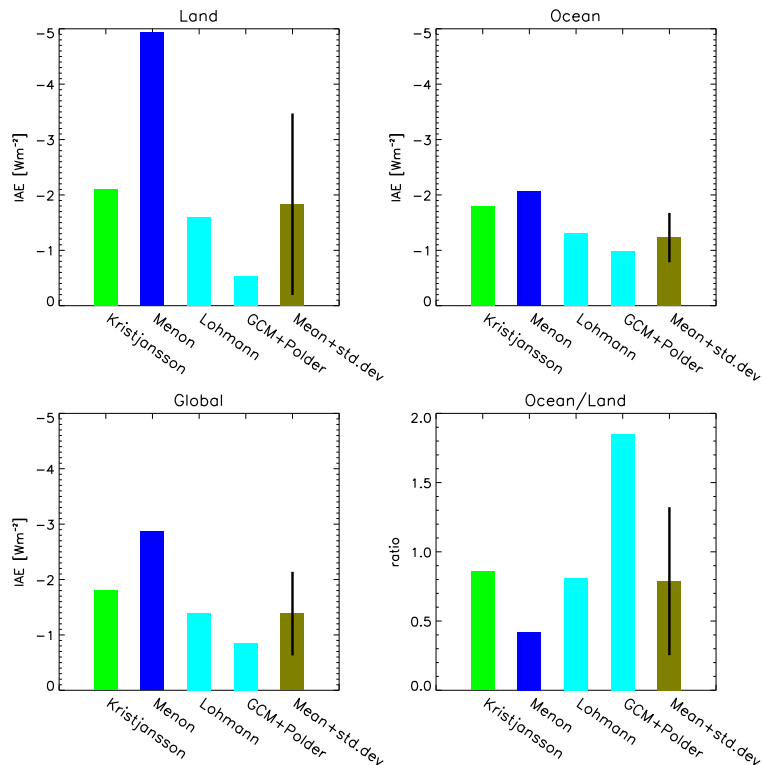 Land
-5
-4
-3
-2
-1
0
IAE [Wm⁻²]
Kristjansson
Menon
Lohmann
GCM+Polder
Mean+std.dev
Ocean
-5
-4
-3
-2
-1
0
IAE [Wm⁻²]
Kristjansson
Menon
Lohmann
GCM+Polder
Mean+std.dev
Global
-5
-4
-3
-2
-1
0
IAE [Wm⁻²]
Kristjansson
Menon
Lohmann
GCM+Polder
Mean+std.dev
Ocean/Land
2.0
1.5
1.0
0.5
0.0
ratio
Kristjansson
Menon
Lohmann
GCM+Polder
Mean+std.dev